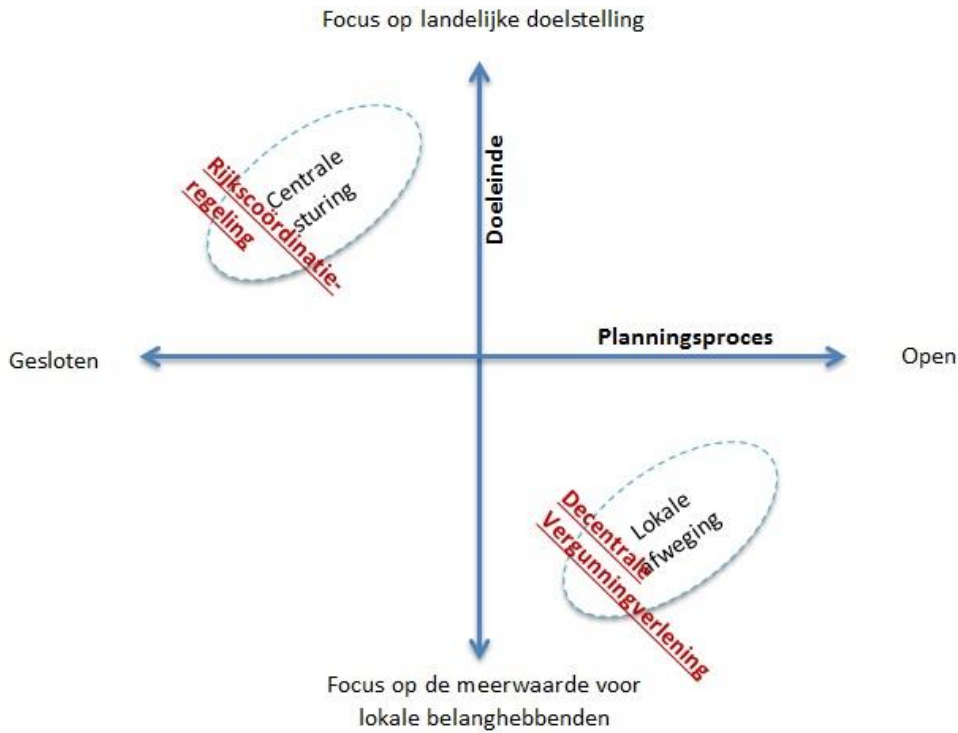 Focus op landelijke doelstelling
Doeleinde
Rijkscoördinatie-
regeling
Centrale
sturing
Planningsproces
Gesloten
Open
Decentrale
Vergunningverlening
Lokale
afweging
Focus op de meerwaarde voor
lokale belanghebbenden